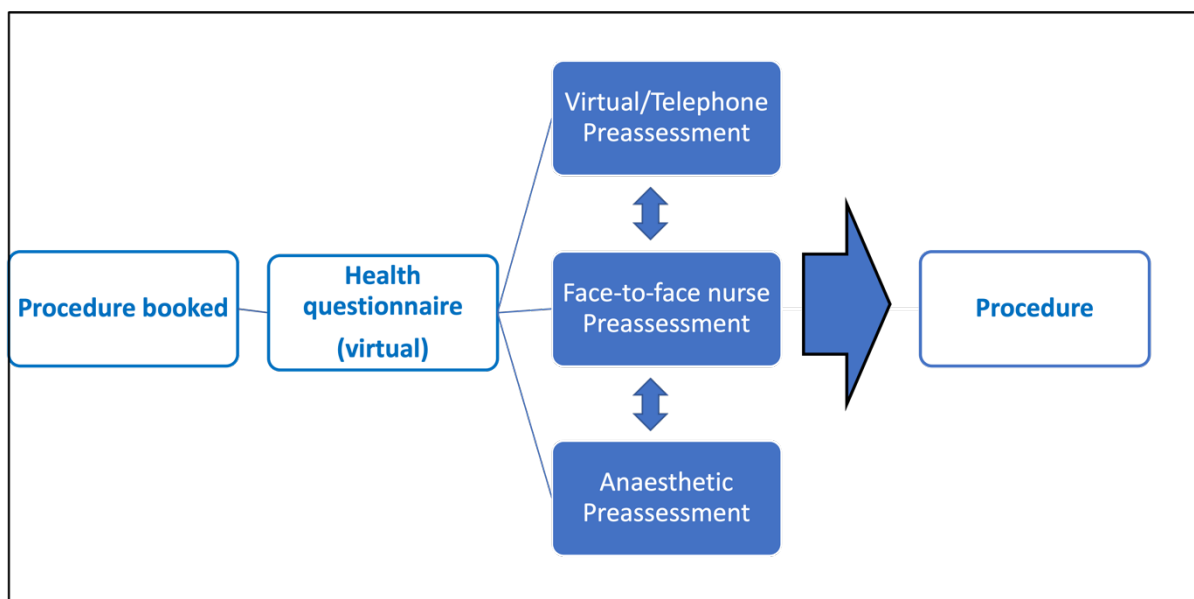 Procedure booked
Health
questionnaire
(virtual)
Virtual/Telephone
Preassessment
Face-to-face nurse
Preassessment
Anaesthetic
Preassessment
Procedure